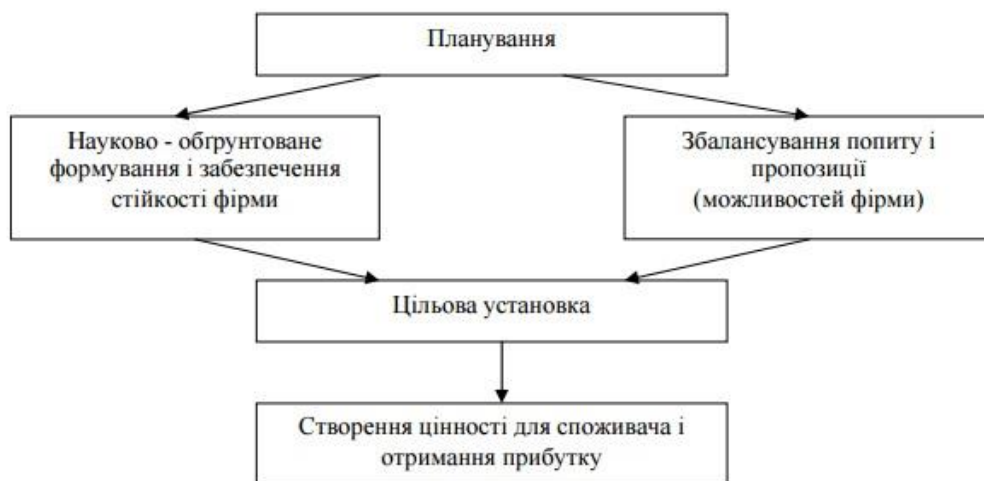 Планування
Науково - обґрунтоване
формування і забезпечення
стійкості фірми
Збалансування попиту і
пропозиції
(можливостей фірми)
Цільова установка
Створення цінності для споживача і
отримання прибутку